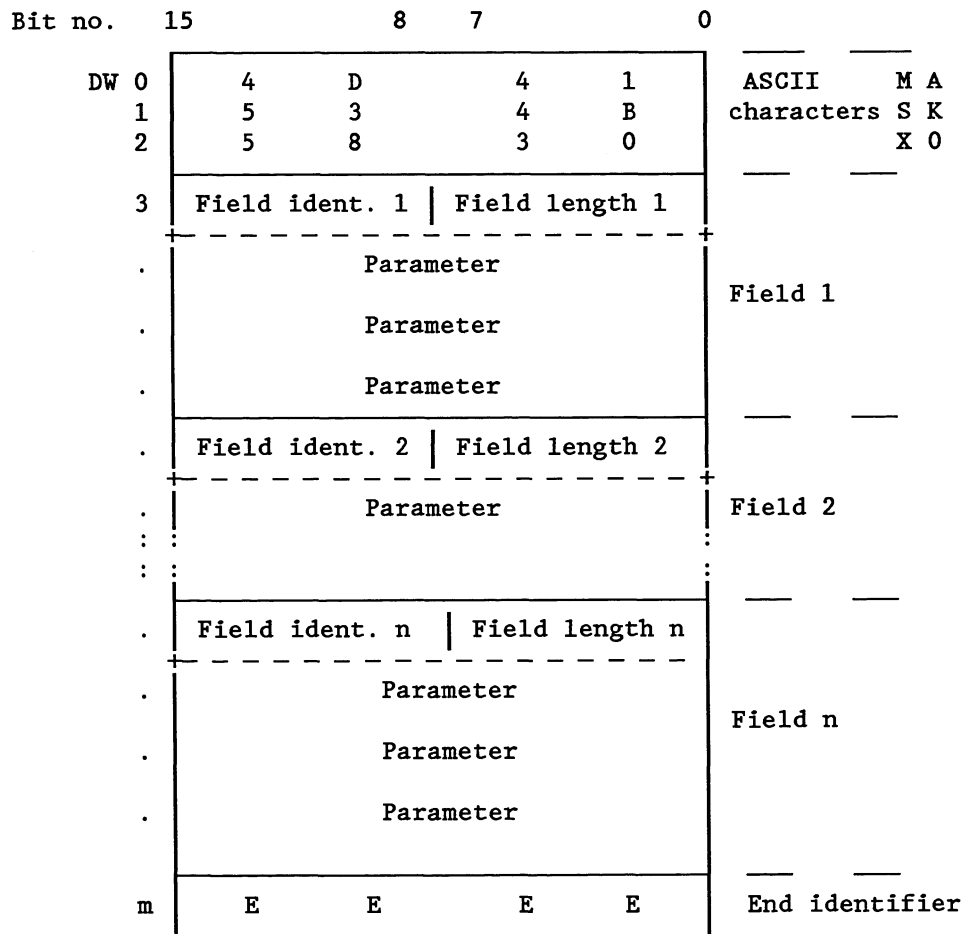 Bit no. 15 8 7 0
DW 0 4 D 4 1 ASCII M A
1 5 3 4 B characters S K
2 5 8 3 0 X 0
3 Field ident. 1 Field length 1
. Parameter
Field 1
. Parameter
. Parameter
. Field ident. 2 Field length 2
. Parameter Field 2
:
:
. Field ident. n Field length n
. Parameter
Field n
. Parameter
. Parameter
m E E E E End identifier